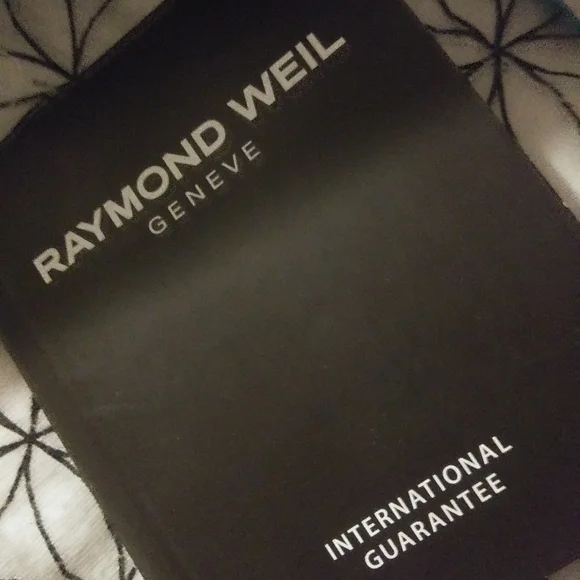 RAYMOND WEIL
GENEVE
INTERNATIONAL
GUARANTEE